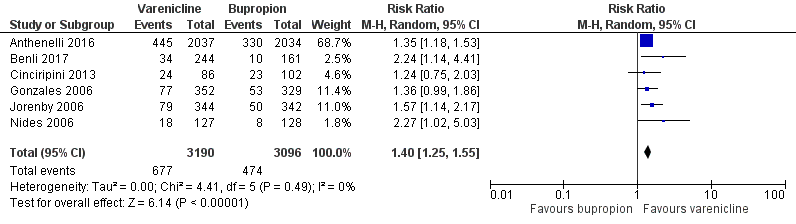 Varenicline Bupropion Risk Ratio Risk Ratio
Study or Subgroup Events Total Events Total Weight M-H, Random, 95% CI M-H, Random, 95% CI
Anthenelli 2016 445 2037 330 2034 68.7% 1.35 [1.18, 1.53]
Benli 2017 34 244 10 161 2.5% 2.24 [1.14, 4.41]
Cinciripini 2013 24 86 23 102 4.6% 1.24 [0.75, 2.03]
Gonzales 2006 77 352 53 329 11.4% 1.36 [0.99, 1.86]
Jorenby 2006 79 344 50 342 11.0% 1.57 [1.14, 2.17]
Nides 2006 18 127 8 128 1.8% 2.27 [1.02, 5.03]
Total (95% CI) 3190 3096 100.0% 1.40 [1.25, 1.55]
Total events 677 474
Heterogeneity: Tau² = 0.00; Chi² = 4.41, df = 5 (P = 0.49); I² = 0%
Test for overall effect: Z = 6.14 (P < 0.00001)
0.01 0.1 1 10 100
Favours bupropion Favours varenicline